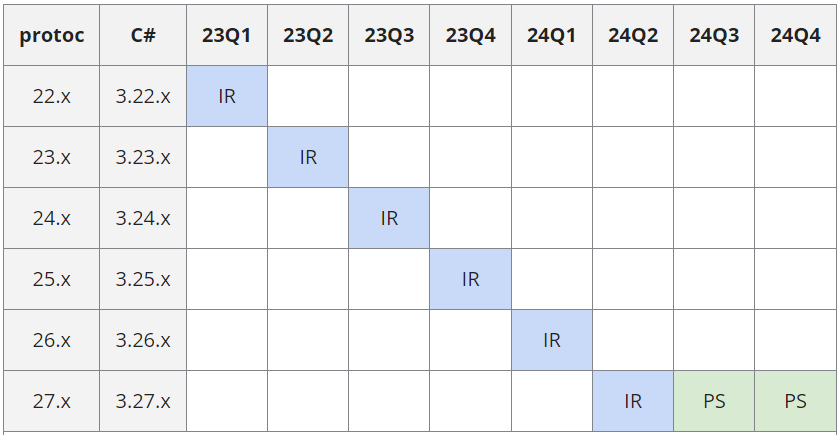 protoc C# 23Q1 23Q2 23Q3 23Q4 24Q1 24Q2 24Q3 24Q4
22.x 3.22.x IR
23.x 3.23.x IR
24.x 3.24.x IR
25.x 3.25.x IR
26.x 3.26.x IR
27.x 3.27.x IR PS PS